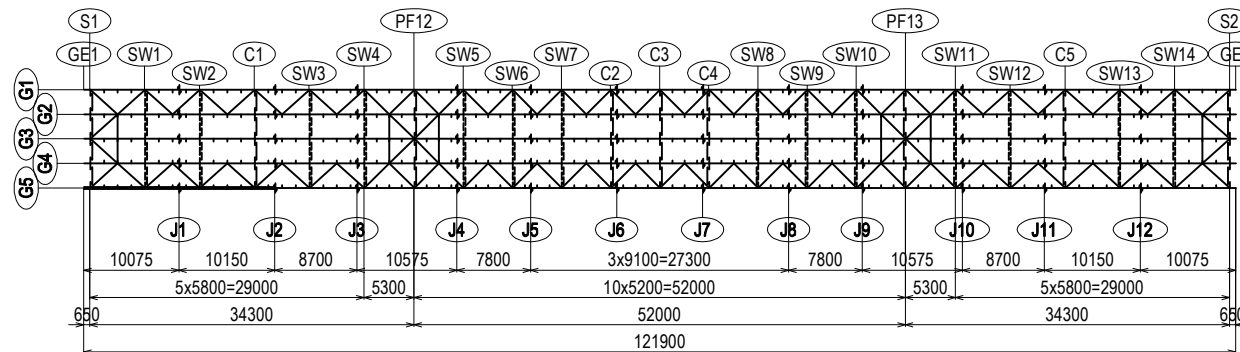 S1 PF12 PF13 S2
GE1 SW1 C1 SW4 SW5 SW7 C3 SW8 SW10 SW11 C5 SW14 GE
SW2 SW3 SW6 C2 C4 SW9 SW12 SW13
G1
G2
G3
G4
G5
J1 J2 J3 J4 J5 J6 J7 J8 J9 J10 J11 J12
10075 10150 8700 10575 7800 3x9100=27300 7800 10575 8700 10150 10075
5x5800=29000 5300 10x5200=52000 5300 5x5800=29000
650 34300 52000 34300 650
121900